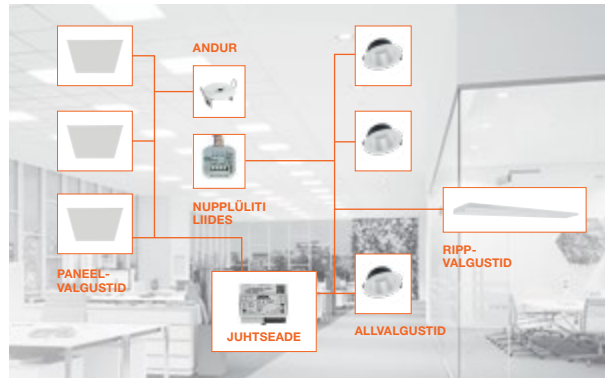 ANDUR
NUPPLÜLITI
LIIDES
RIPP-
VALGUSTID
PANEEL-
VALGUSTID
JUHTSEADE
ALLVALGUSTID